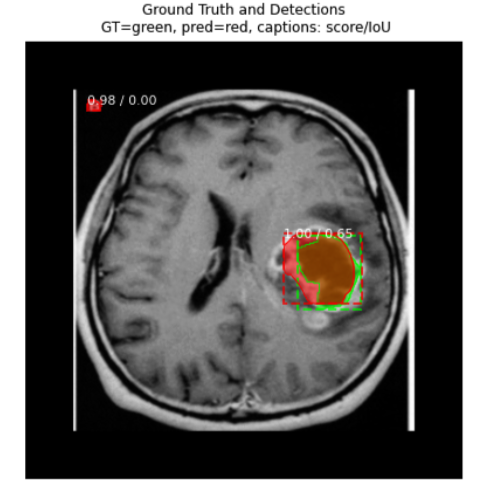 Ground Truth and Detections
GT=green, pred=red, captions: score/IoU
0.98 / 0.00
1.00 / 0.65